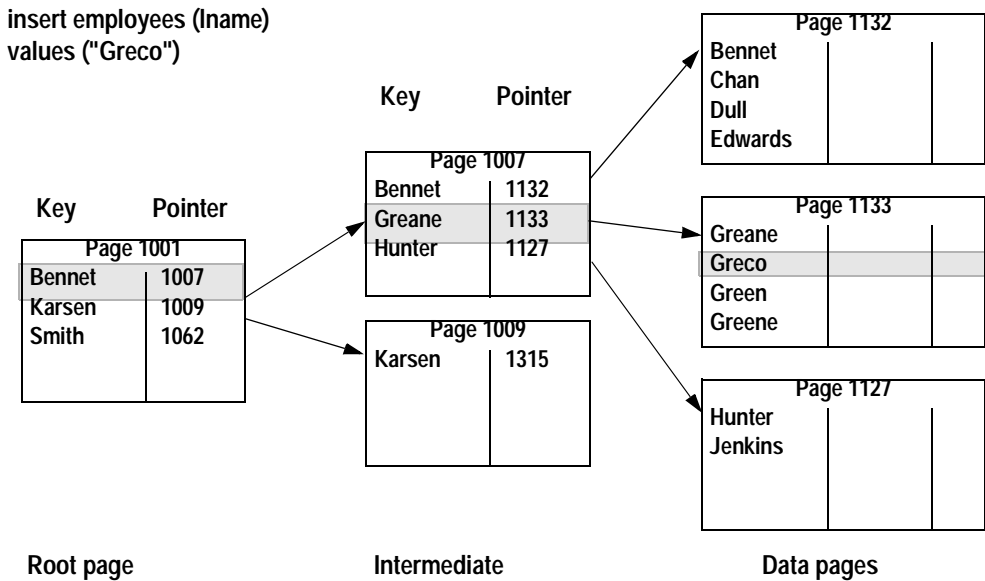 insert employees (lname)
values ("Greco")
Key Pointer
Page 1001
Bennet 1007
Karsen 1009
Smith 1062
Root page
Key Pointer
Page 1007
Bennet 1132
Greane 1133
Hunter 1127
Page 1009
Karsen 1315
Intermediate
Page 1132
Bennet
Chan
Dull
Edwards
Page 1133
Greane
Greco
Green
Greene
Page 1127
Hunter
Jenkins
Data pages